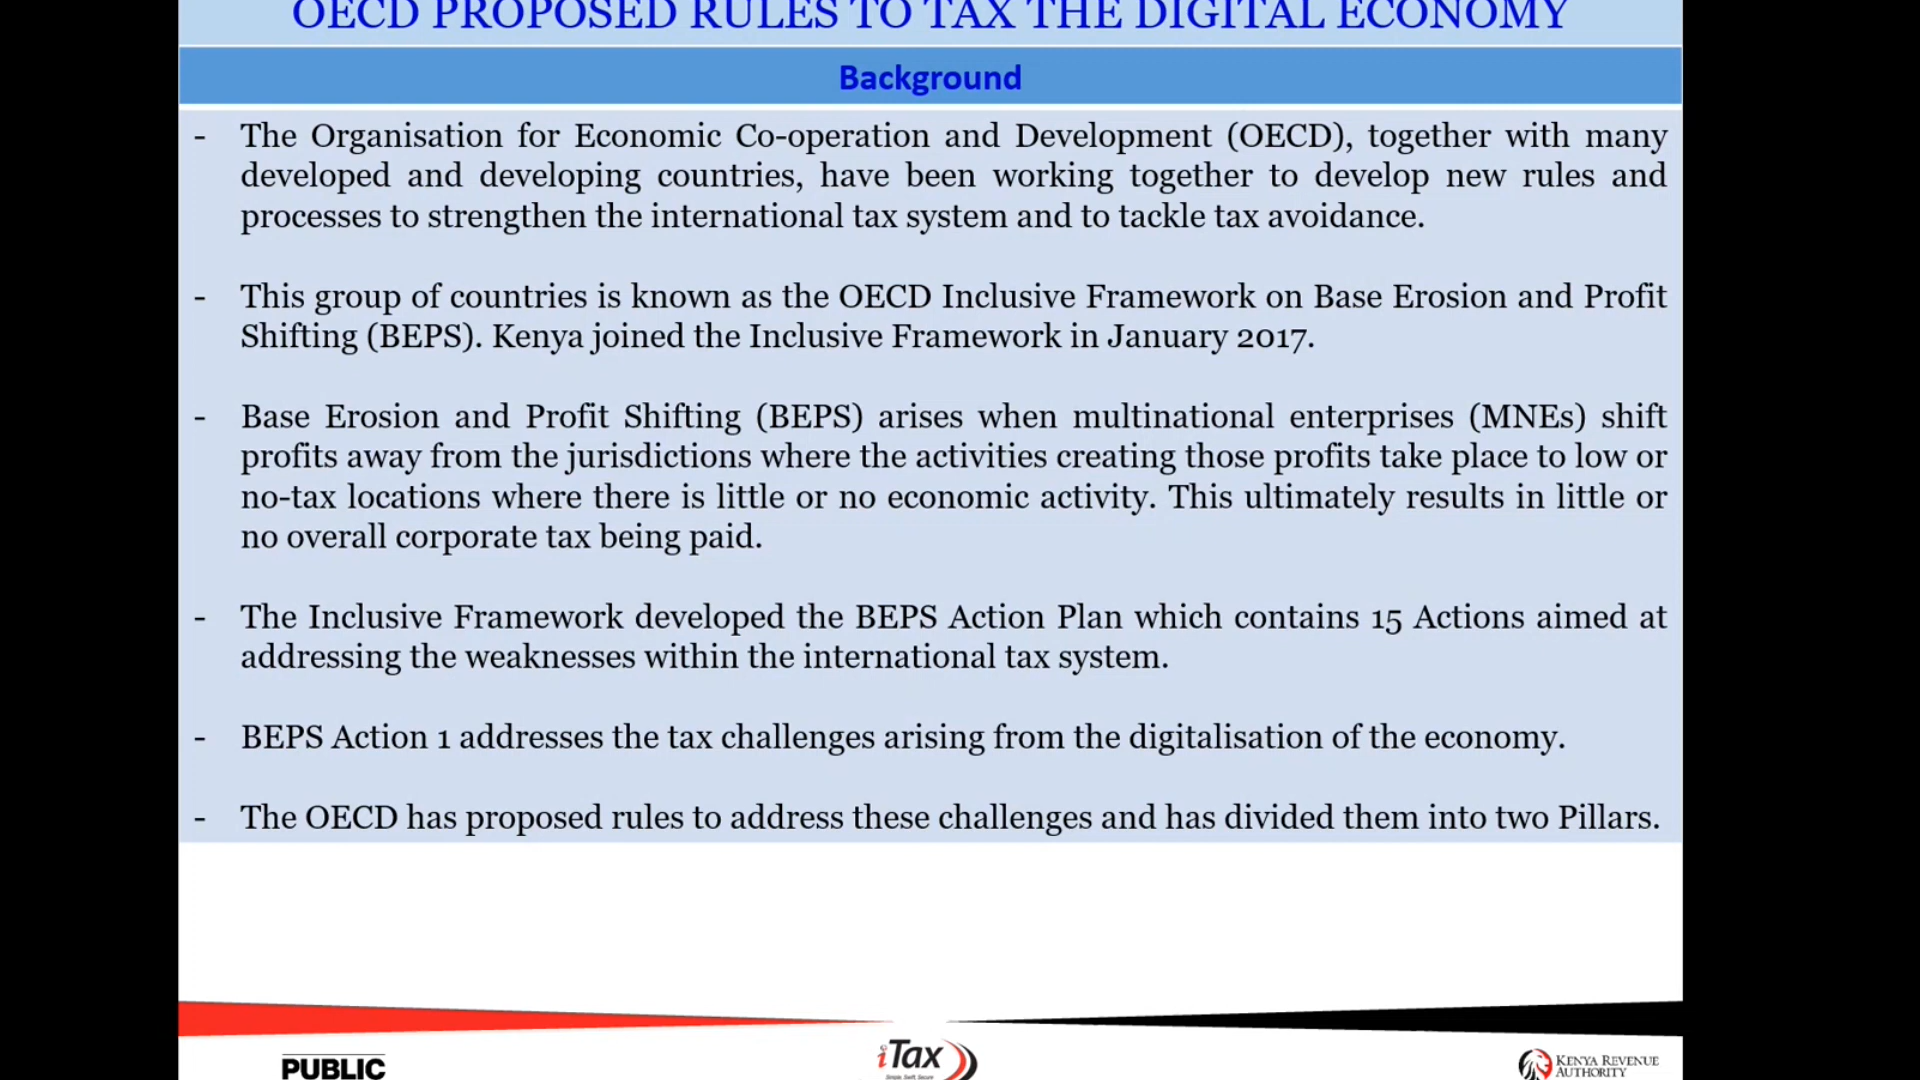 OECD PROPOSED RULES TO TAX THE DIGITAL ECONOMY
Background
- The Organisation for Economic Co-operation and Development (OECD), together with many
developed and developing countries, have been working together to develop new rules and
processes to strengthen the international tax system and to tackle tax avoidance.
- This group of countries is known as the OECD Inclusive Framework on Base Erosion and Profit
Shifting (BEPS). Kenya joined the Inclusive Framework in January 2017.
- Base Erosion and Profit Shifting (BEPS) arises when multinational enterprises (MNEs) shift
profits away from the jurisdictions where the activities creating those profits take place to low or
no-tax locations where there is little or no economic activity. This ultimately results in little or
no overall corporate tax being paid.
- The Inclusive Framework developed the BEPS Action Plan which contains 15 Actions aimed at
addressing the weaknesses within the international tax system.
- BEPS Action 1 addresses the tax challenges arising from the digitalisation of the economy.
- The OECD has proposed rules to address these challenges and has divided them into two Pillars.
PUBLIC
iTax
Simple, Swift, Secure
KENYA REVENUE
AUTHORITY